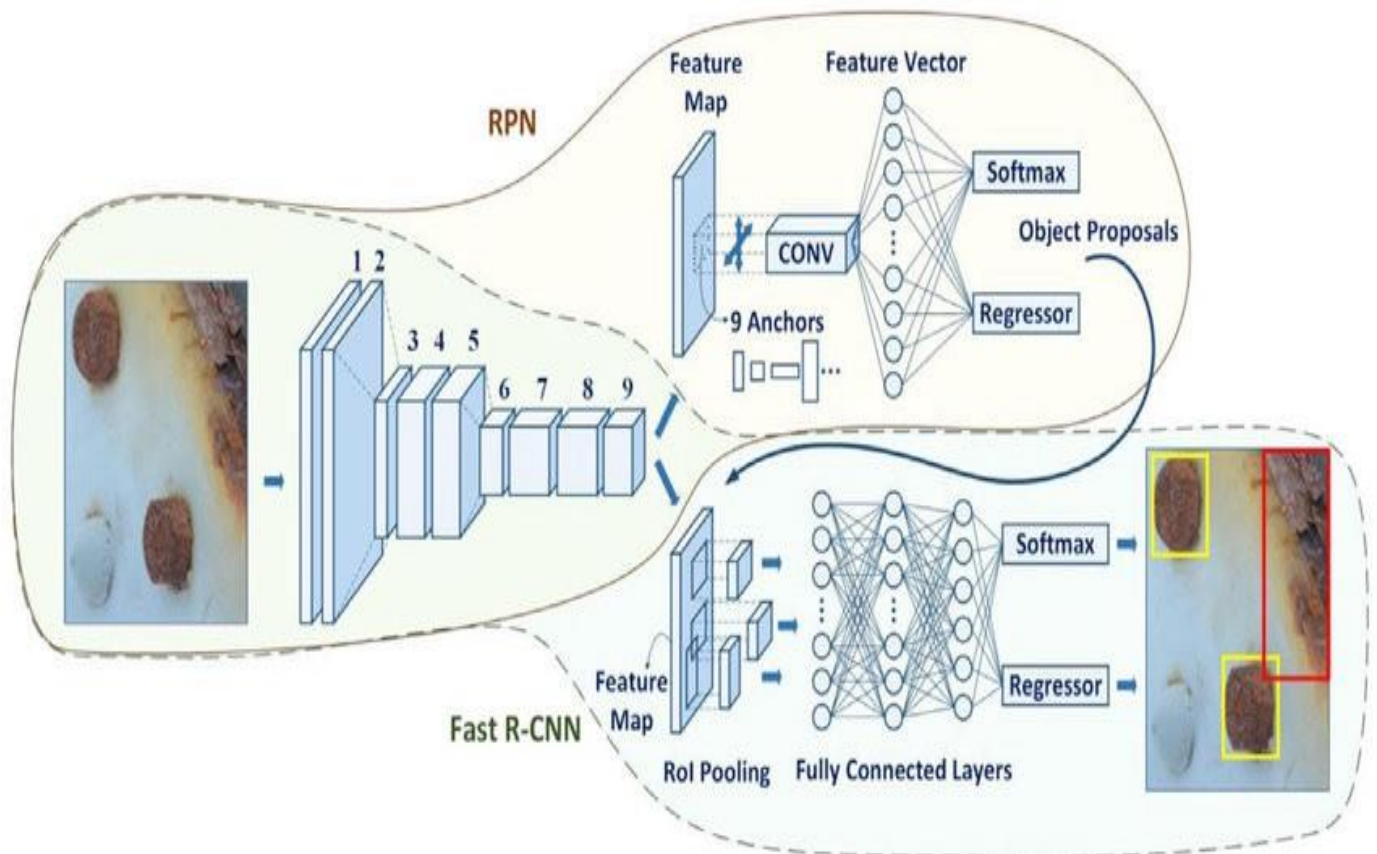 RPN
Feature
Map
Feature Vector
Softmax
CONV
Object Proposals
9 Anchors
Regressor
1 2
3 4 5
6 7 8 9
Softmax
Feature
Map
Regressor
Fast R-CNN
RoI Pooling
Fully Connected Layers